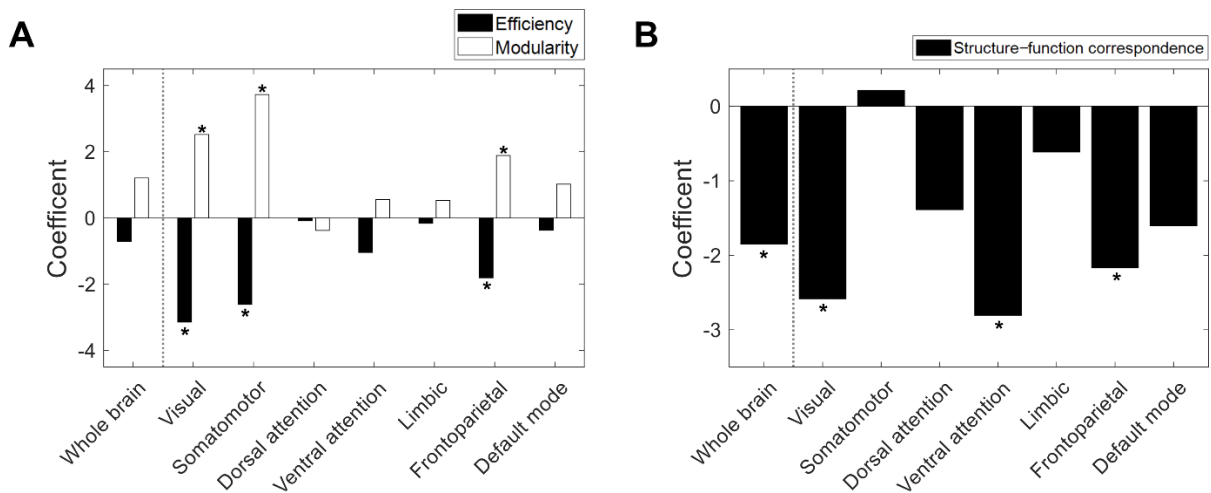 A
Efficiency
Modularity
4
2
0
-2
-4
Coefficent
*
*
*
*
*
*
Whole brain
Visual
Somatomotor
Dorsal attention
Ventral attention
Limbic
Frontoparietal
Default mode
B
Structure−function correspondence
0
-1
-2
-3
Coefficient
*
*
*
*
Whole brain
Visual
Somatomotor
Dorsal attention
Ventral attention
Limbic
Frontoparietal
Default mode